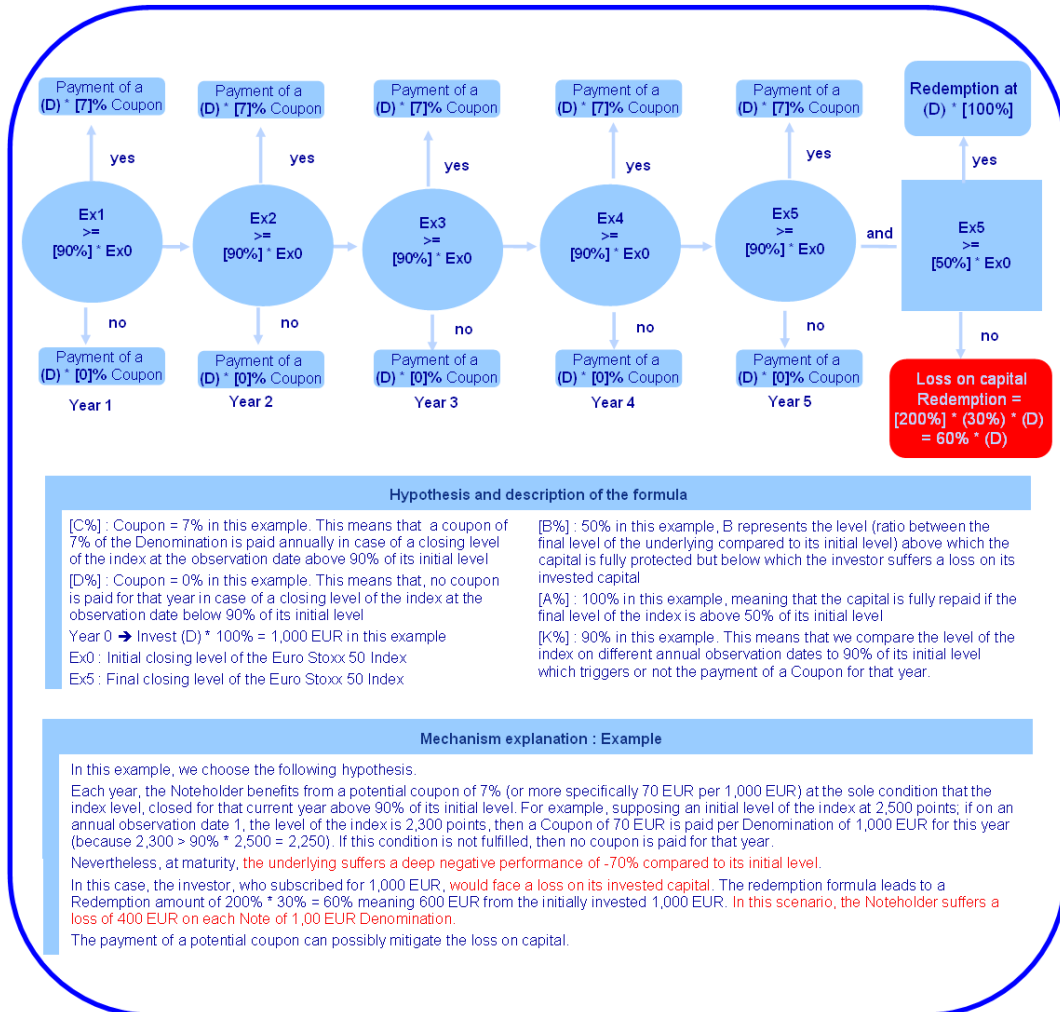 Payment of a
(D) * [7]% Coupon
Payment of a
(D) * [7]% Coupon
Payment of a
(D) * [7]% Coupon
Payment of a
(D) * [7]% Coupon
Payment of a
(D) * [7]% Coupon
Redemption at
(D) * [100%]
yes
yes
yes
yes
yes
yes
Ex1
>=
[90%] * Ex0
Ex2
>=
[90%] * Ex0
Ex3
>=
[90%] * Ex0
Ex4
>=
[90%] * Ex0
Ex5
>=
[90%] * Ex0
and
Ex5
>=
[50%] * Ex0
no
no
no
no
no
no
Payment of a
(D) * [0]% Coupon
Payment of a
(D) * [0]% Coupon
Payment of a
(D) * [0]% Coupon
Payment of a
(D) * [0]% Coupon
Payment of a
(D) * [0]% Coupon
Year 1
Year 2
Year 3
Year 4
Year 5
Loss on capital
Redemption =
[200%] * (30%) * (D)
= 60% * (D)
Hypothesis and description of the formula
[C%] : Coupon = 7% in this example. This means that a coupon of
7% of the Denomination is paid annually in case of a closing level
of the index at the observation date above 90% of its initial level
[D%] : Coupon = 0% in this example. This means that, no coupon
is paid for that year in case of a closing level of the index at the
observation date below 90% of its initial level
Year 0 ➔ Invest (D) * 100% = 1,000 EUR in this example
Ex0 : Initial closing level of the Euro Stoxx 50 Index
Ex5 : Final closing level of the Euro Stoxx 50 Index
[B%] : 50% in this example, B represents the level (ratio between the
final level of the underlying compared to its initial level) above which the
capital is fully protected but below which the investor suffers a loss on its
invested capital
[A%] : 100% in this example, meaning that the capital is fully repaid if the
final level of the index is above 50% of its initial level
[K%] : 90% in this example. This means that we compare the level of the
index on different annual observation dates to 90% of its initial level
which triggers or not the payment of a Coupon for that year.
Mechanism explanation : Example
In this example, we choose the following hypothesis.
Each year, the Noteholder benefits from a potential coupon of 7% (or more specifically 70 EUR per 1,000 EUR) at the sole condition that the
index level, closed for that current year above 90% of its initial level. For example, supposing an initial level of the index at 2,500 points; if on an
annual observation date 1, the level of the index is 2,300 points, then a Coupon of 70 EUR is paid per Denomination of 1,000 EUR for this year
(because 2,300 > 90% * 2,500 = 2,250). If this condition is not fulfilled, then no coupon is paid for that year.
Nevertheless, at maturity, the underlying suffers a deep negative performance of -70% compared to its initial level.
In this case, the investor, who subscribed for 1,000 EUR, would face a loss on its invested capital. The redemption formula leads to a
Redemption amount of 200% * 30% = 60% meaning 600 EUR from the initially invested 1,000 EUR. In this scenario, the Noteholder suffers a
loss of 400 EUR on each Note of 1,00 EUR Denomination.
The payment of a potential coupon can possibly mitigate the loss on capital.